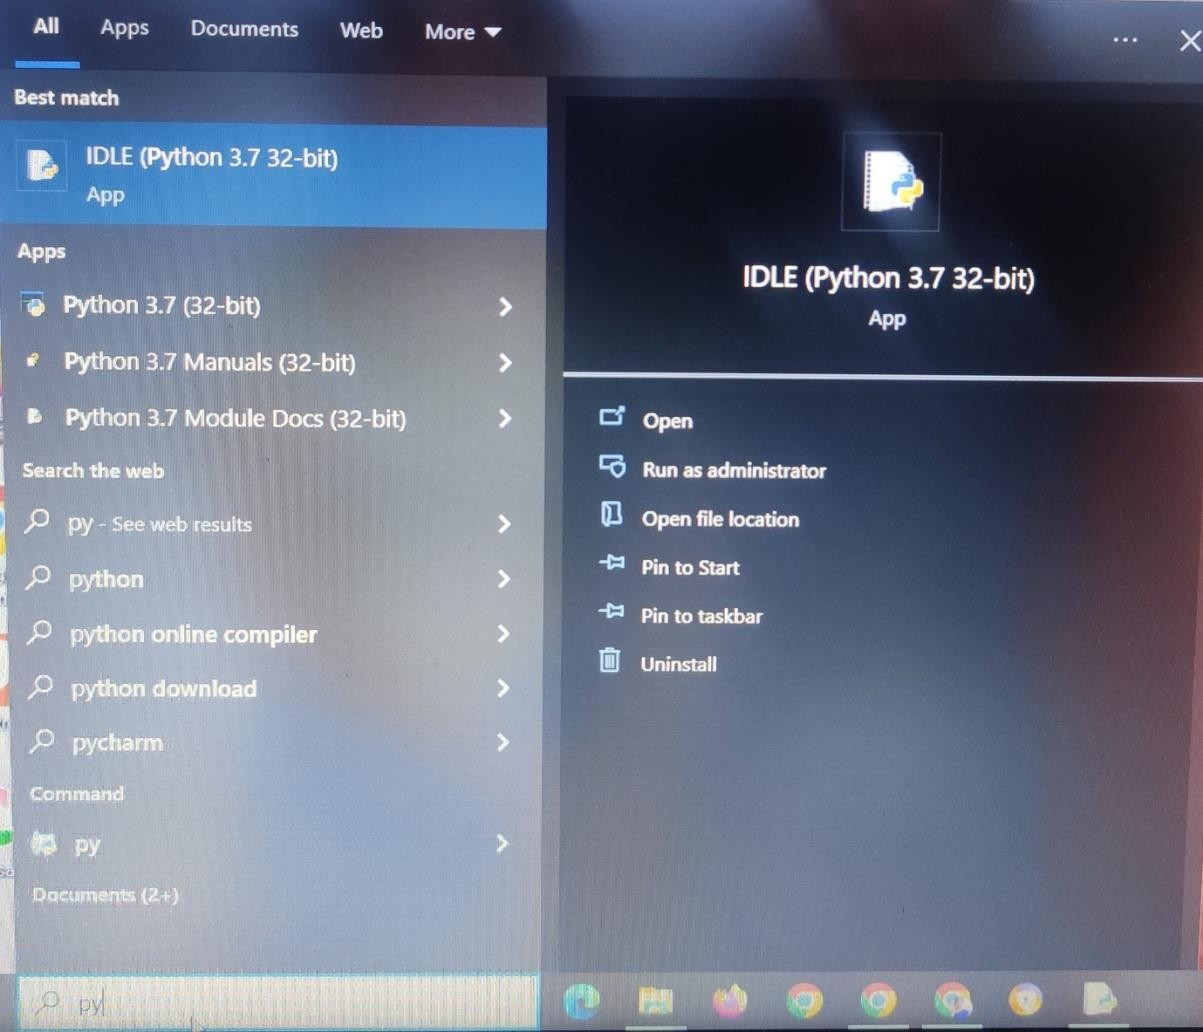 All Apps Documents Web More
Best match
IDLE (Python 3.7 32-bit)
App
Apps
Python 3.7 (32-bit)
Python 3.7 Manuals (32-bit)
Python 3.7 Module Docs (32-bit)
Search the web
py - See web results
python
python online compiler
python download
pycharm
Command
py
Documents (2+)
py
IDLE (Python 3.7 32-bit)
App
Open
Run as administrator
Open file location
Pin to Start
Pin to taskbar
Uninstall